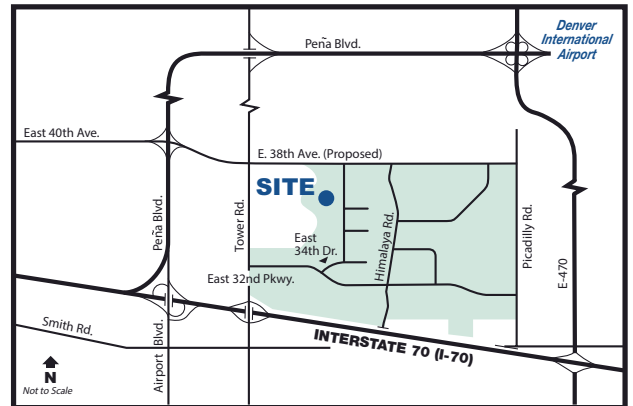 Denver
International
Airport
Peña Blvd.
East 40th Ave.
E. 38th Ave. (Proposed)
SITE
Peña Blvd.
Tower Rd.
East
34th Dr.
Himalaya Rd.
Picadilly Rd.
E-470
East 32nd Pkwy.
Smith Rd.
Airport Blvd.
INTERSTATE 70 (I-70)
N
Not to Scale